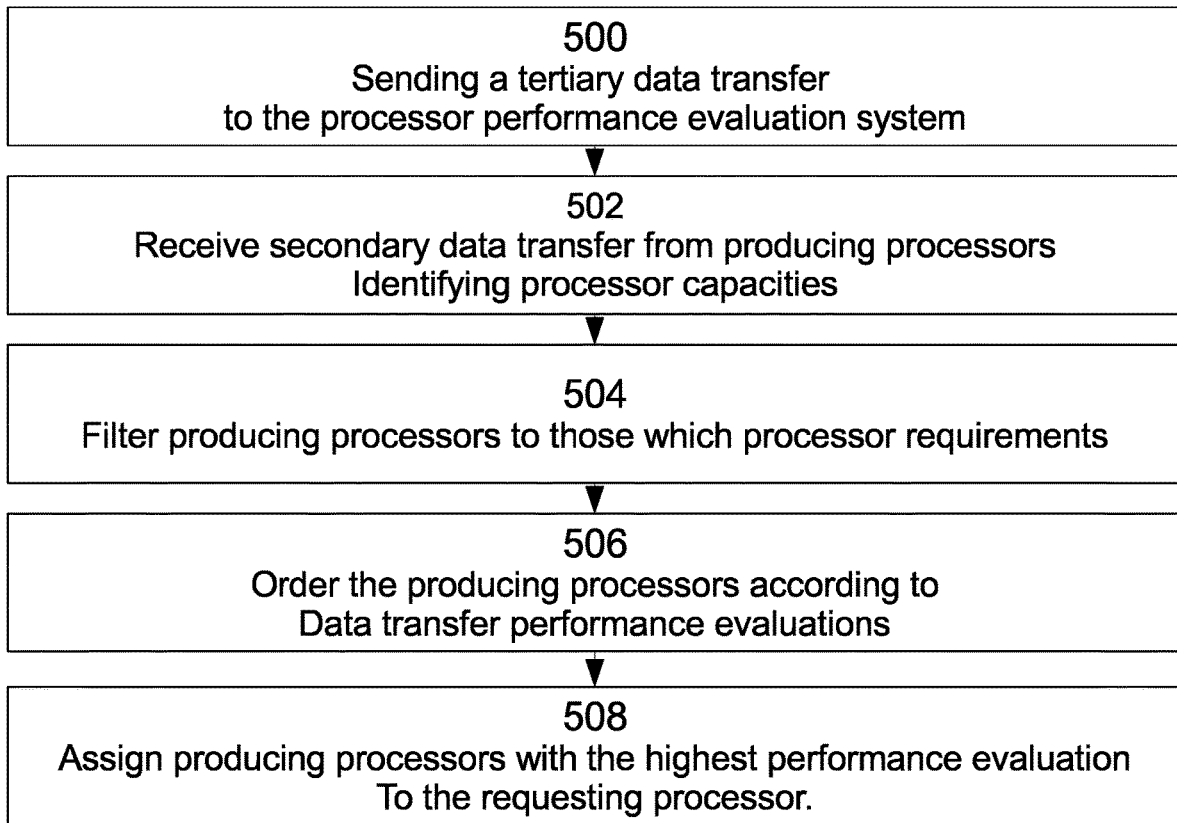 500
Sending a tertiary data transfer
to the processor performance evaluation system
502
Receive secondary data transfer from producing processors
Identifying processor capacities
504
Filter producing processors to those which processor requirements
506
Order the producing processors according to
Data transfer performance evaluations
508
Assign producing processors with the highest performance evaluation
To the requesting processor.